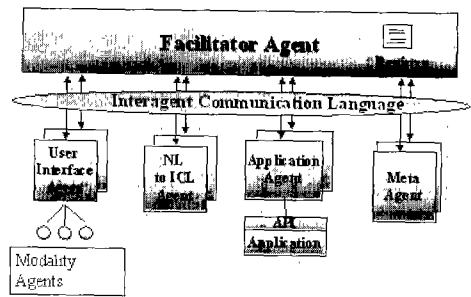 Facilitator Agent
Interagent Communication Language
User
Interface
Agent
NL
to ICL
Agent
Application
Agent
Meta
Agent
API
Application
Modality
Agents